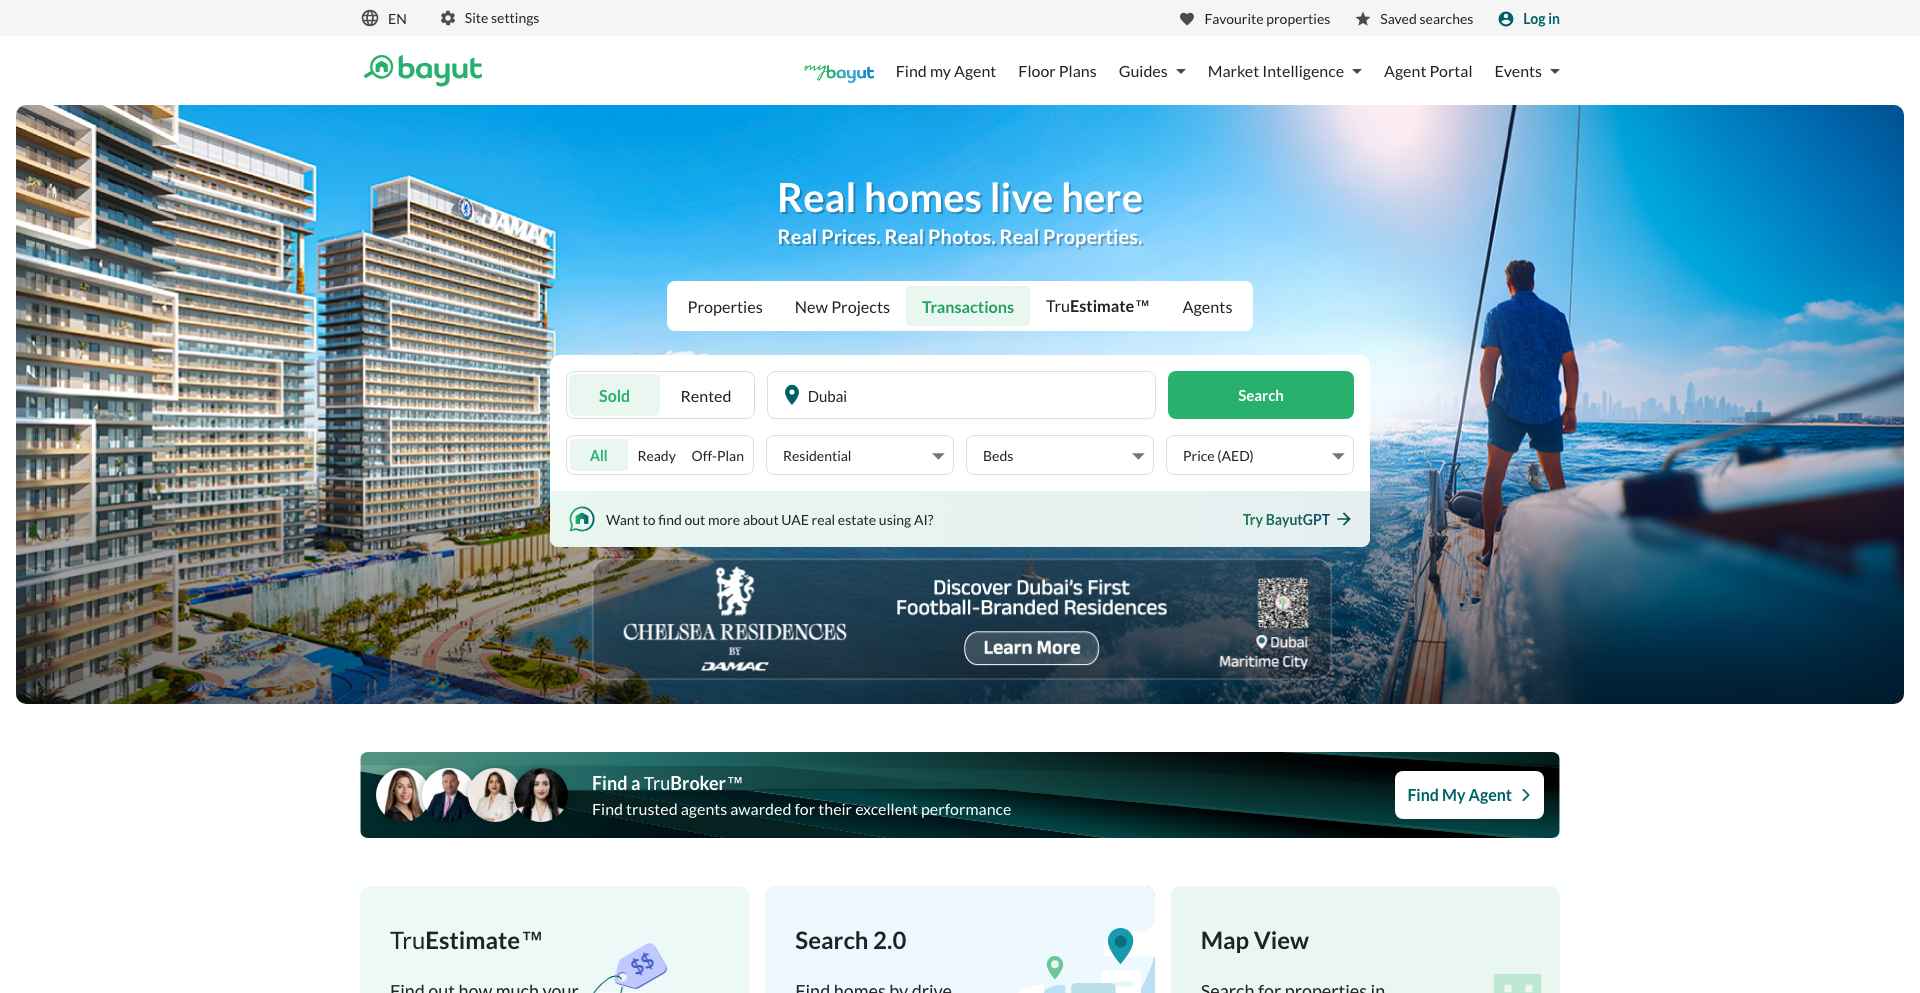 EN
Site settings
Favourite properties
Saved searches
Log in
bayut
mybayut
Find my Agent
Floor Plans
Guides
Market Intelligence
Agent Portal
Events
DAMAC
Real homes live here
Real Prices. Real Photos. Real Properties.
Properties
New Projects
Transactions
TruEstimate™
Agents
Sold
Rented
Dubai
Search
All
Ready
Off-Plan
Residential
Beds
Price (AED)
Want to find out more about UAE real estate using AI?
Try BayutGPT
CHELSEA RESIDENCES
BY
DAMAC
Discover Dubai's First
Football-Branded Residences
Learn More
Dubai
Maritime City
Find a TruBroker™
Find trusted agents awarded for their excellent performance
Find My Agent
TruEstimate™
Find out how much your
$$
Search 2.0
Find homes by drive
Map View
Search for properties in